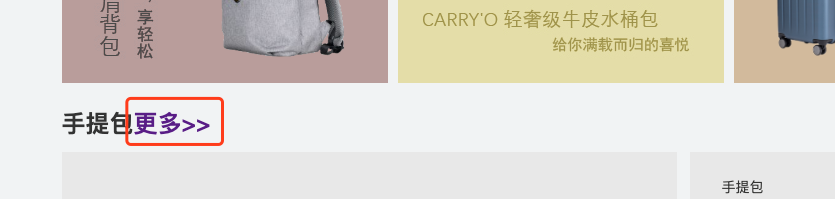 肩背包
，享轻松
CARRY'O 轻奢级牛皮水桶包
给你满载而归的喜悦
手提包更多>>
手提包